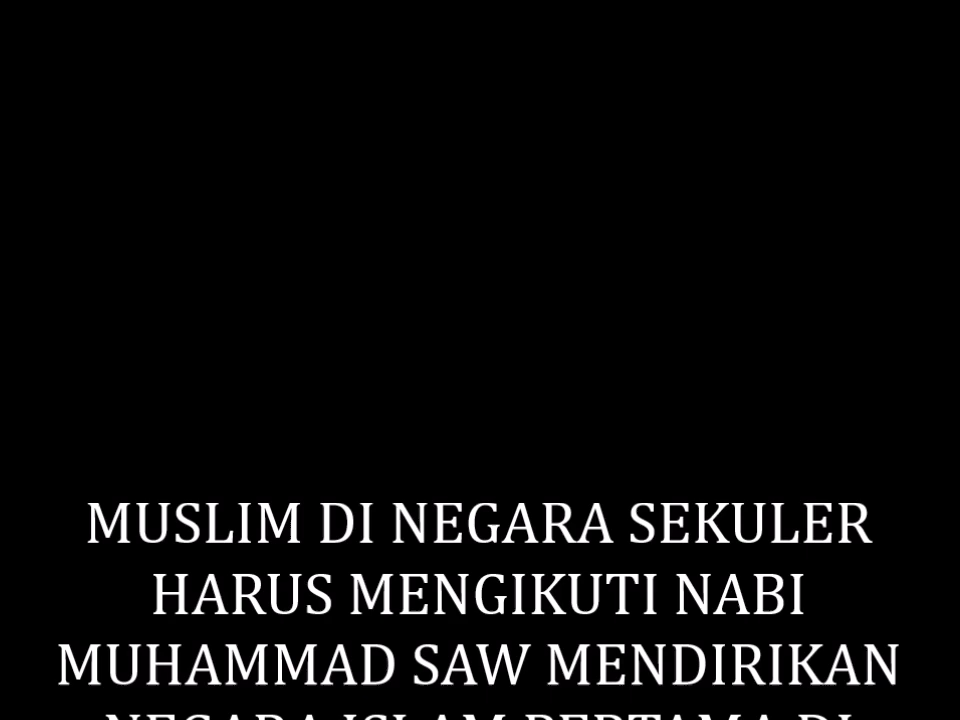 MUSLIM DI NEGARA SEKULER
HARUS MENGIKUTI NABI
MUHAMMAD SAW MENDIRIKAN
NEGARA ISLAM PERTAMA DI